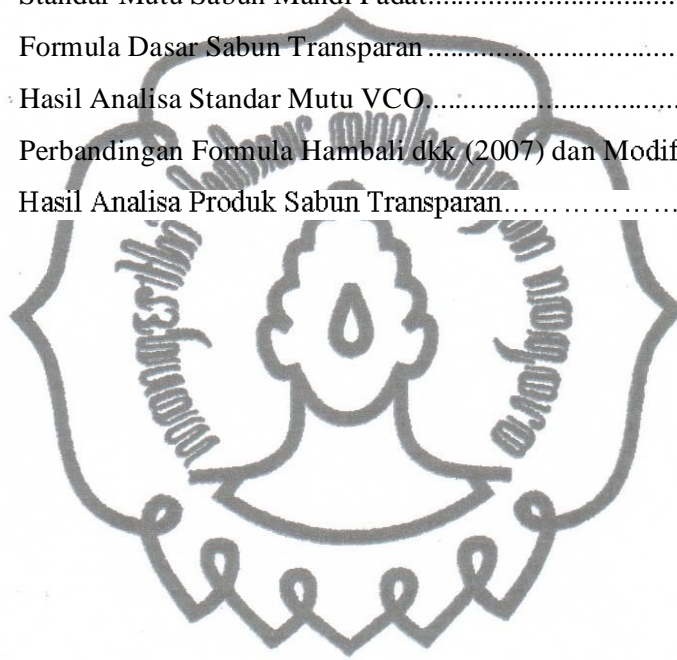 Standar Mutu Sabun Mandi Padat..............................
Formula Dasar Sabun Transparan ..............................
Hasil Analisa Standar Mutu VCO..............................
Perbandingan Formula Hambali dkk (2007) dan Modif
Hasil Analisa Produk Sabun Transparan………………